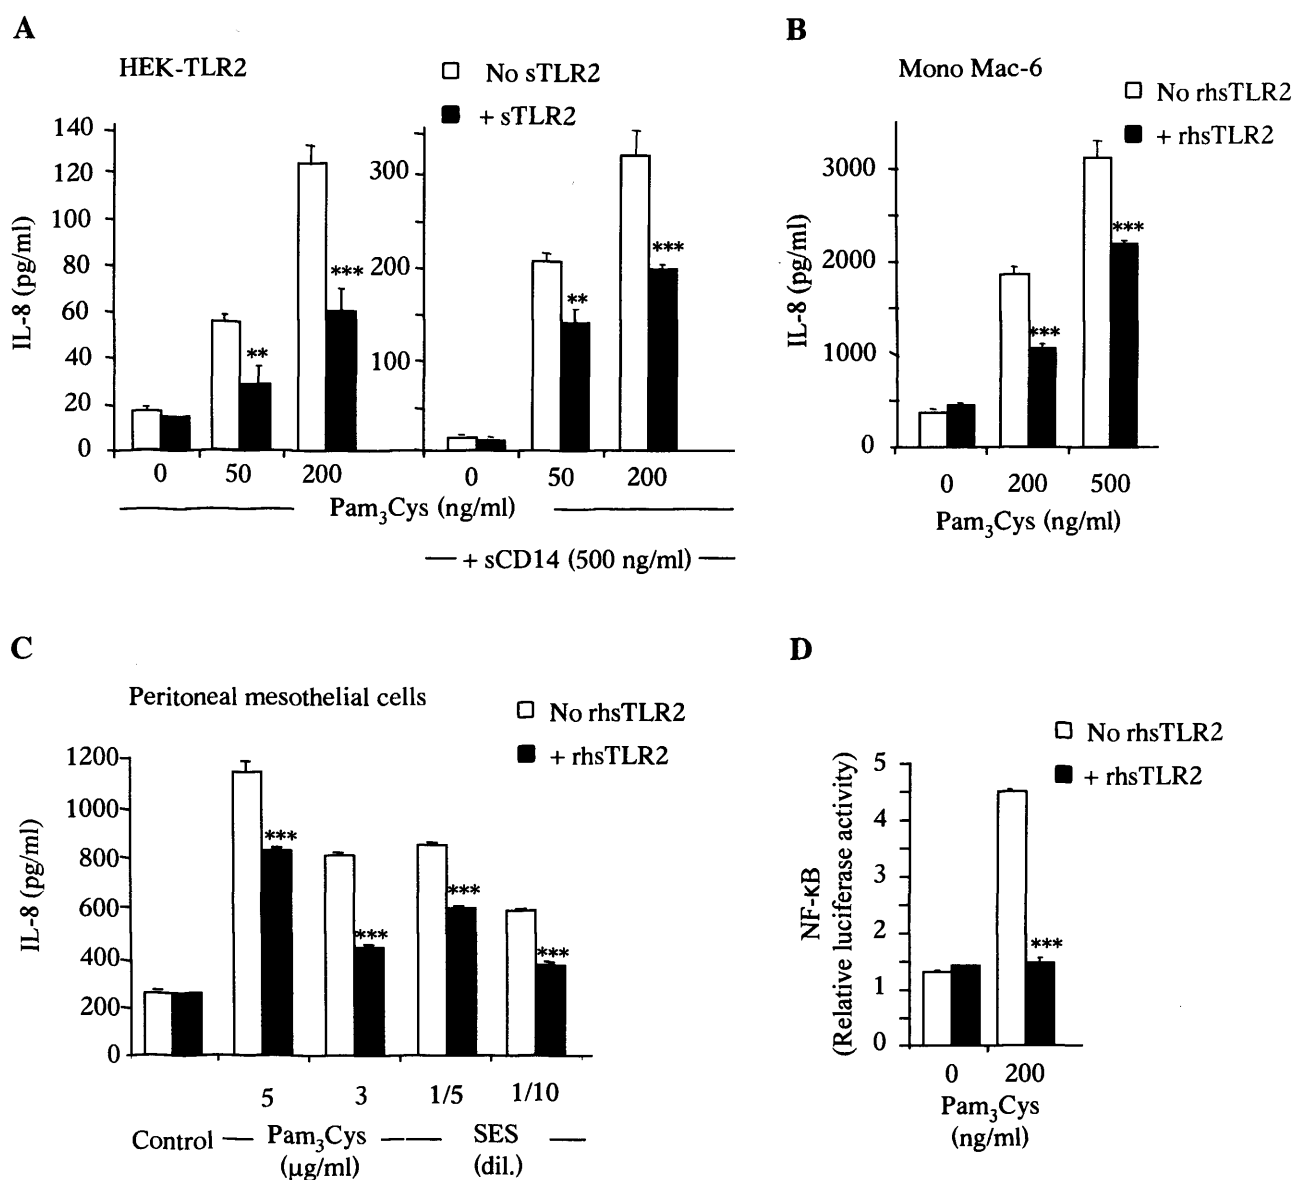 A
HEK-TLR2
No sTLR2
+ sTLR2
IL-8 (pg/ml)
140
120
100
80
60
40
20
0
***
**
0 50 200
300
200
100
***
**
0 50 200
Pam3Cys (ng/ml)
+ sCD14 (500 ng/ml)
B
Mono Mac-6
No rhsTLR2
+ rhsTLR2
IL-8 (pg/ml)
3000
2000
1000
0
***
***
0 200 500
Pam3Cys (ng/ml)
C
Peritoneal mesothelial cells
No rhsTLR2
+ rhsTLR2
IL-8 (pg/ml)
1200
1000
800
600
400
200
0
***
***
***
***
5 3 1/5 1/10
Control Pam3Cys SES
(μg/ml) (dil.)
D
No rhsTLR2
+ rhsTLR2
NF-κB
(Relative luciferase activity)
5
4
3
2
1
0
***
0 200
Pam3Cys
(ng/ml)